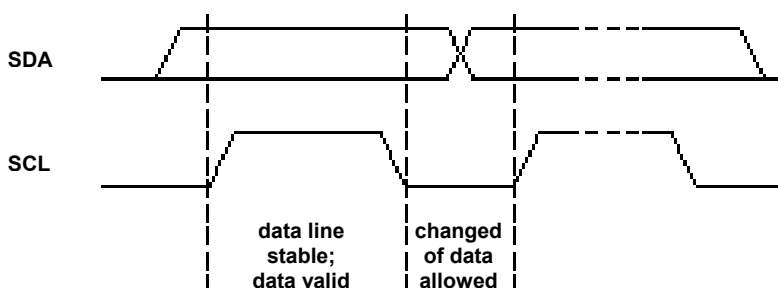 SDA
SCL
data line
stable;
data valid
changed
of data
allowed